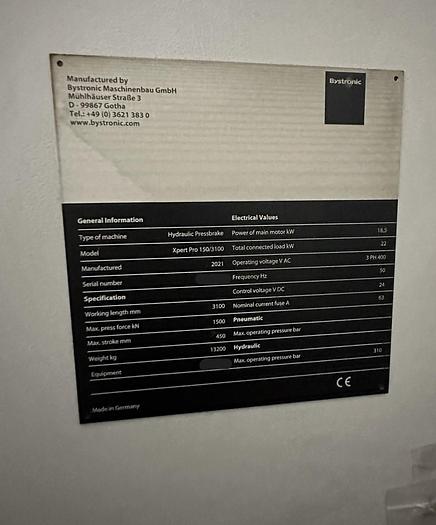 Manufactured by
Bystronic Maschinenbau GmbH
Mühlhäuser Straße 3
D - 99867 Gotha
Tel.: +49 (0) 3621 383 0
www.bystronic.com
Bystronic
General Information
Type of machine Hydraulic Pressbrake
Model Xpert Pro 150/3100
Manufactured 2021
Serial number
Specification
Working length mm 3100
Max. press force kN 1500
Max. stroke mm 450
Weight kg 13200
Equipment
Made in Germany
Electrical Values
Power of main motor kW 18,5
Total connected load kW 22
Operating voltage V AC 3 PH 400
Frequency Hz 50
Control voltage V DC 24
Nominal current fuse A 63
Pneumatic
Max. operating pressure bar
Hydraulic
Max. operating pressure bar 310
CE